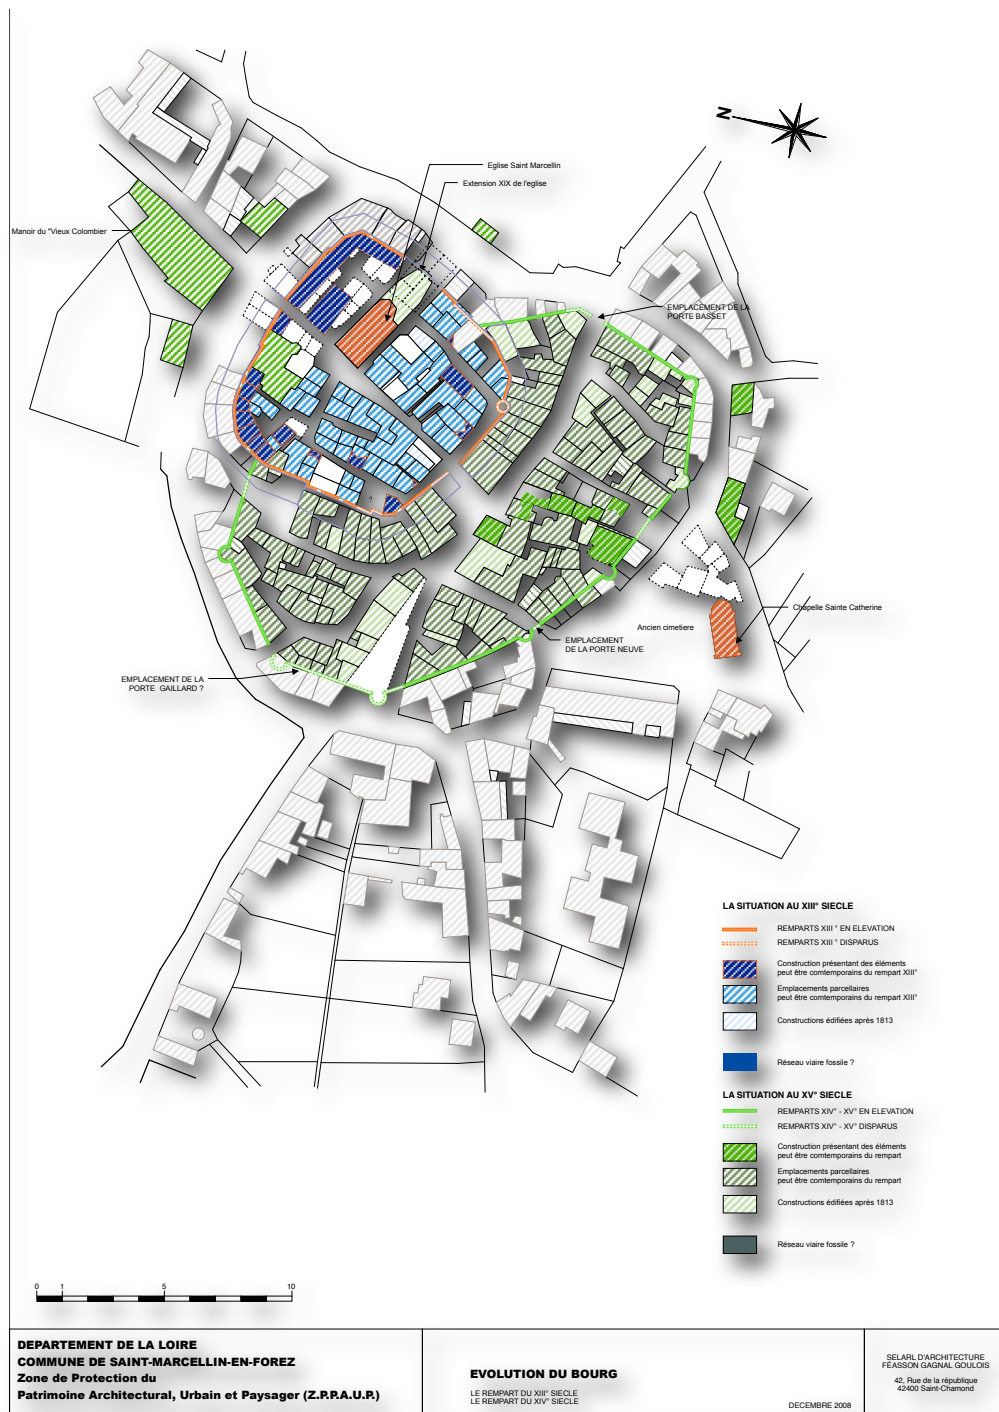 N
Eglise Saint Marcellin
Extension XIX de l'eglise
Manoir du "Vieux Colombier
EMPLACEMENT DE LA
PORTE BASSET
Chapelle Sainte Catherine
Ancien cimetiere
EMPLACEMENT
DE LA PORTE NEUVE
EMPLACEMENT DE LA
PORTE GAILLARD ?
LA SITUATION AU XIII° SIECLE
REMPARTS XIII ° EN ELEVATION
REMPARTS XIII ° DISPARUS
Construction présentant des éléments
peut être comtemporains du rempart XIII°
Emplacements parcellaires
peut être comtemporains du rempart XIII°
Constructions édifiées après 1813
Réseau viaire fossile ?
LA SITUATION AU XV° SIECLE
REMPARTS XIV° - XV° EN ELEVATION
REMPARTS XIV° - XV° DISPARUS
Construction présentant des éléments
peut être comtemporains du rempart
Emplacements parcellaires
peut être comtemporains du rempart
Constructions édifiées après 1813
Réseau viaire fossile ?
0 1 5 10
DEPARTEMENT DE LA LOIRE
COMMUNE DE SAINT-MARCELLIN-EN-FOREZ
Zone de Protection du
Patrimoine Architectural, Urbain et Paysager (Z.P.P.A.U.P.)
EVOLUTION DU BOURG
LE REMPART DU XIII° SIECLE
LE REMPART DU XIV° SIECLE
DECEMBRE 2008
SELARL D'ARCHITECTURE
FEASSON GAGNAL GOULOIS
42, Rue de la république
42400 Saint-Chamond